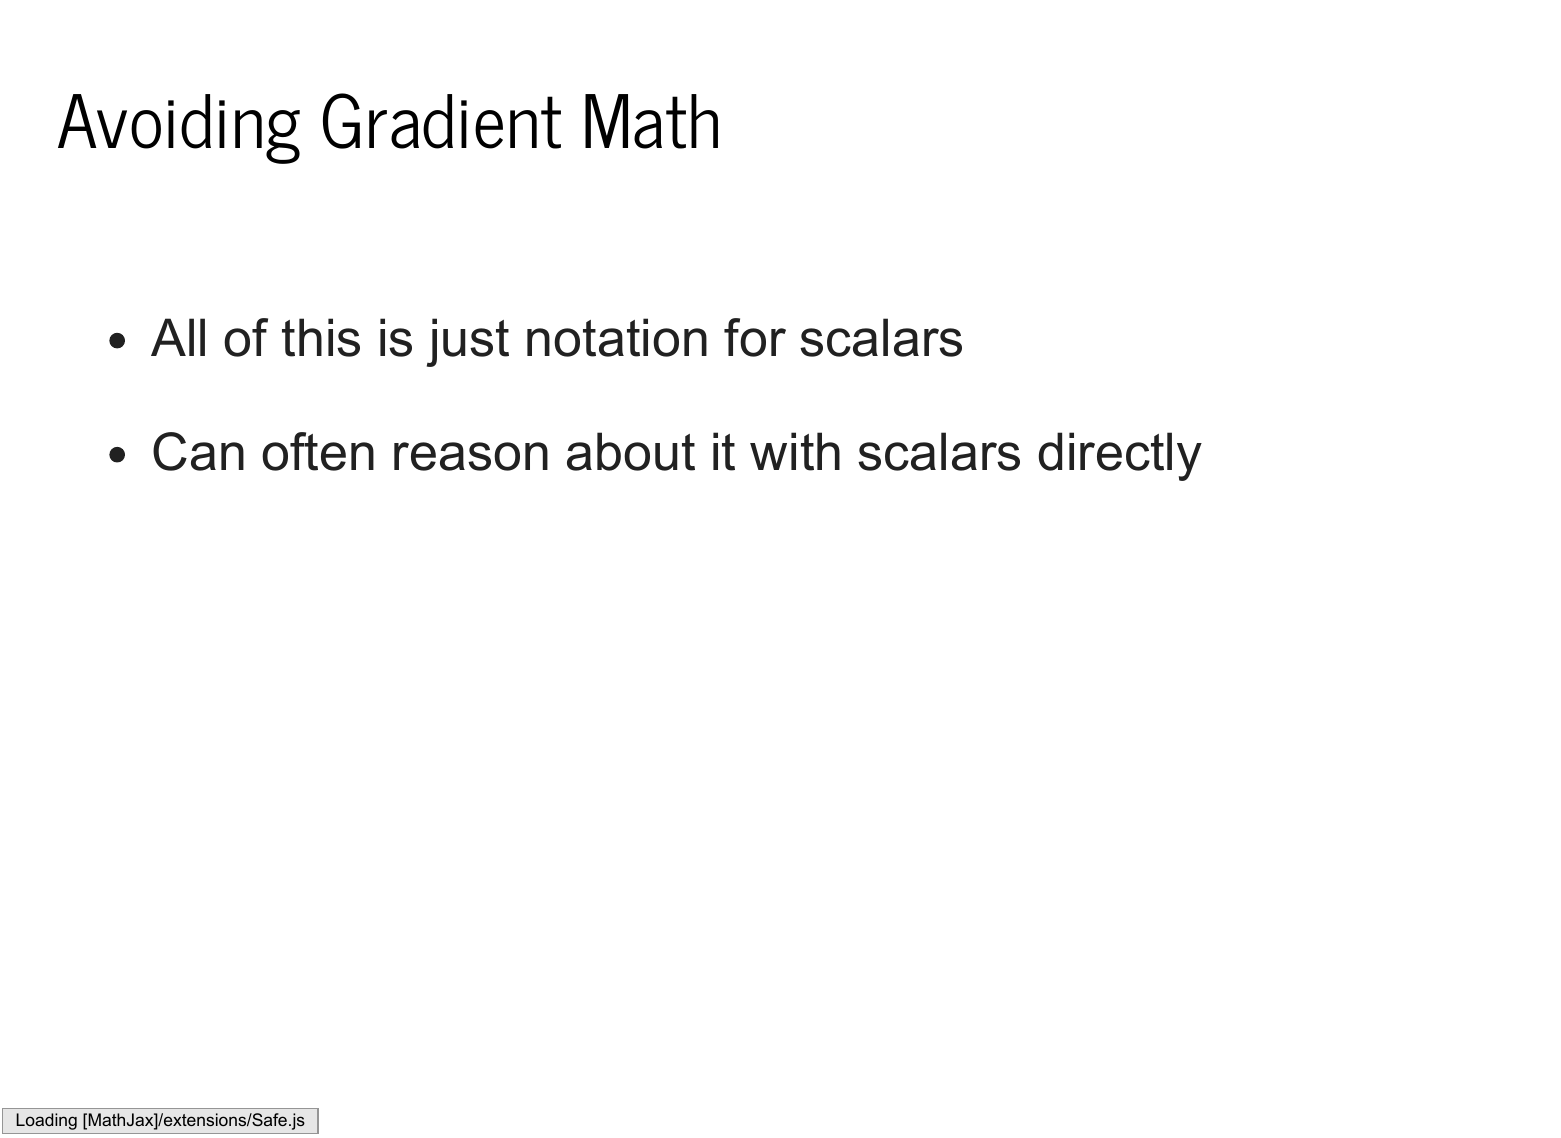 Avoiding Gradient Math
• All of this is just notation for scalars
• Can often reason about it with scalars directly
Loading [MathJax]/extensions/Safe.js